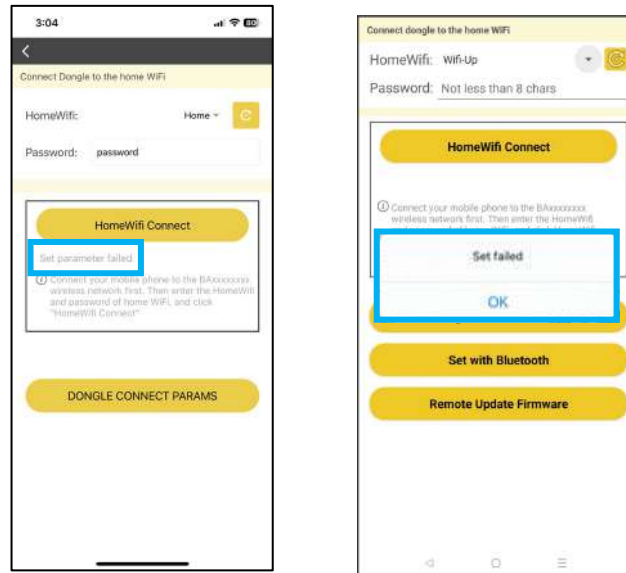 3:04
Connect Dongle to the home WiFi
HomeWifi: Home
Password: password
HomeWifi Connect
Set parameter failed
Connect your mobile phone to the BAxxxxxxxx
wireless network first. Then enter the HomeWifi
and password of home WiFi, and click
"HomeWifi Connect"
DONGLE CONNECT PARAMS
Connect dongle to the home WiFi
HomeWifi: Wifi-Up
Password: Not less than 8 chars
HomeWifi Connect
Connect your mobile phone to the BAxxxxxxxx
wireless network first. Then enter the HomeWifi
Set failed
OK
Set with Bluetooth
Remote Update Firmware